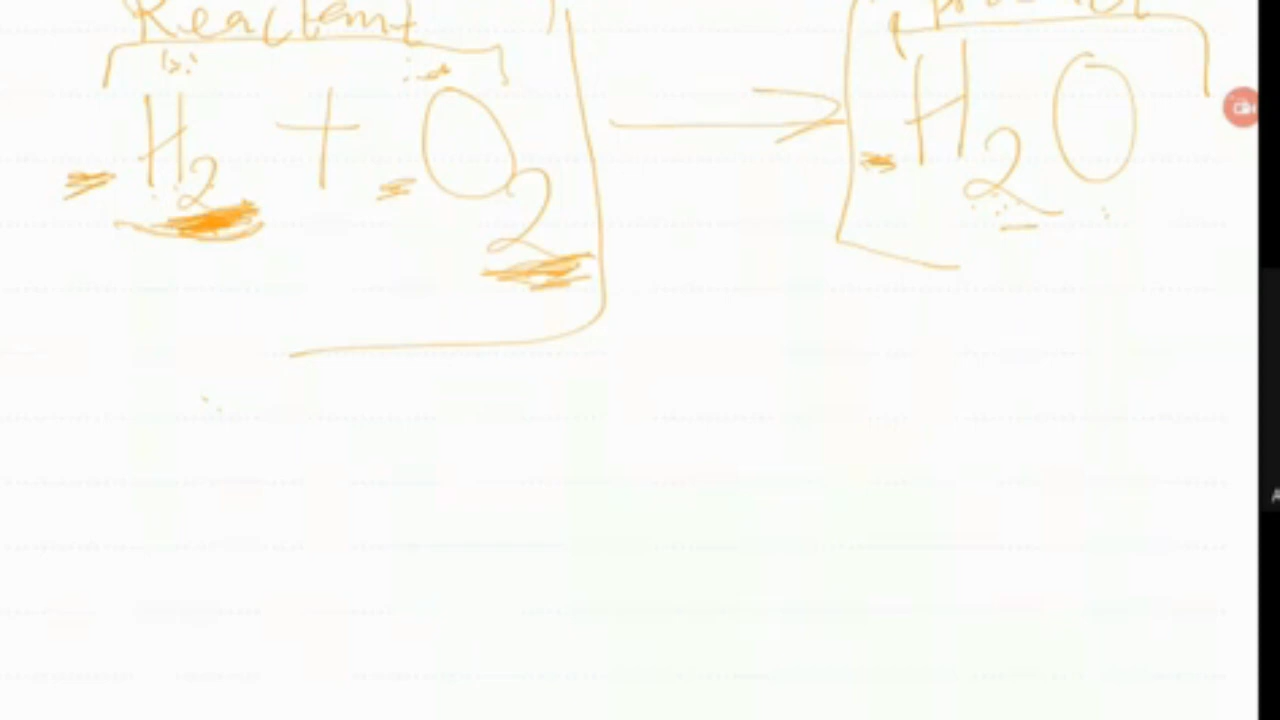 Reactant
H₂ + O₂ → H₂O